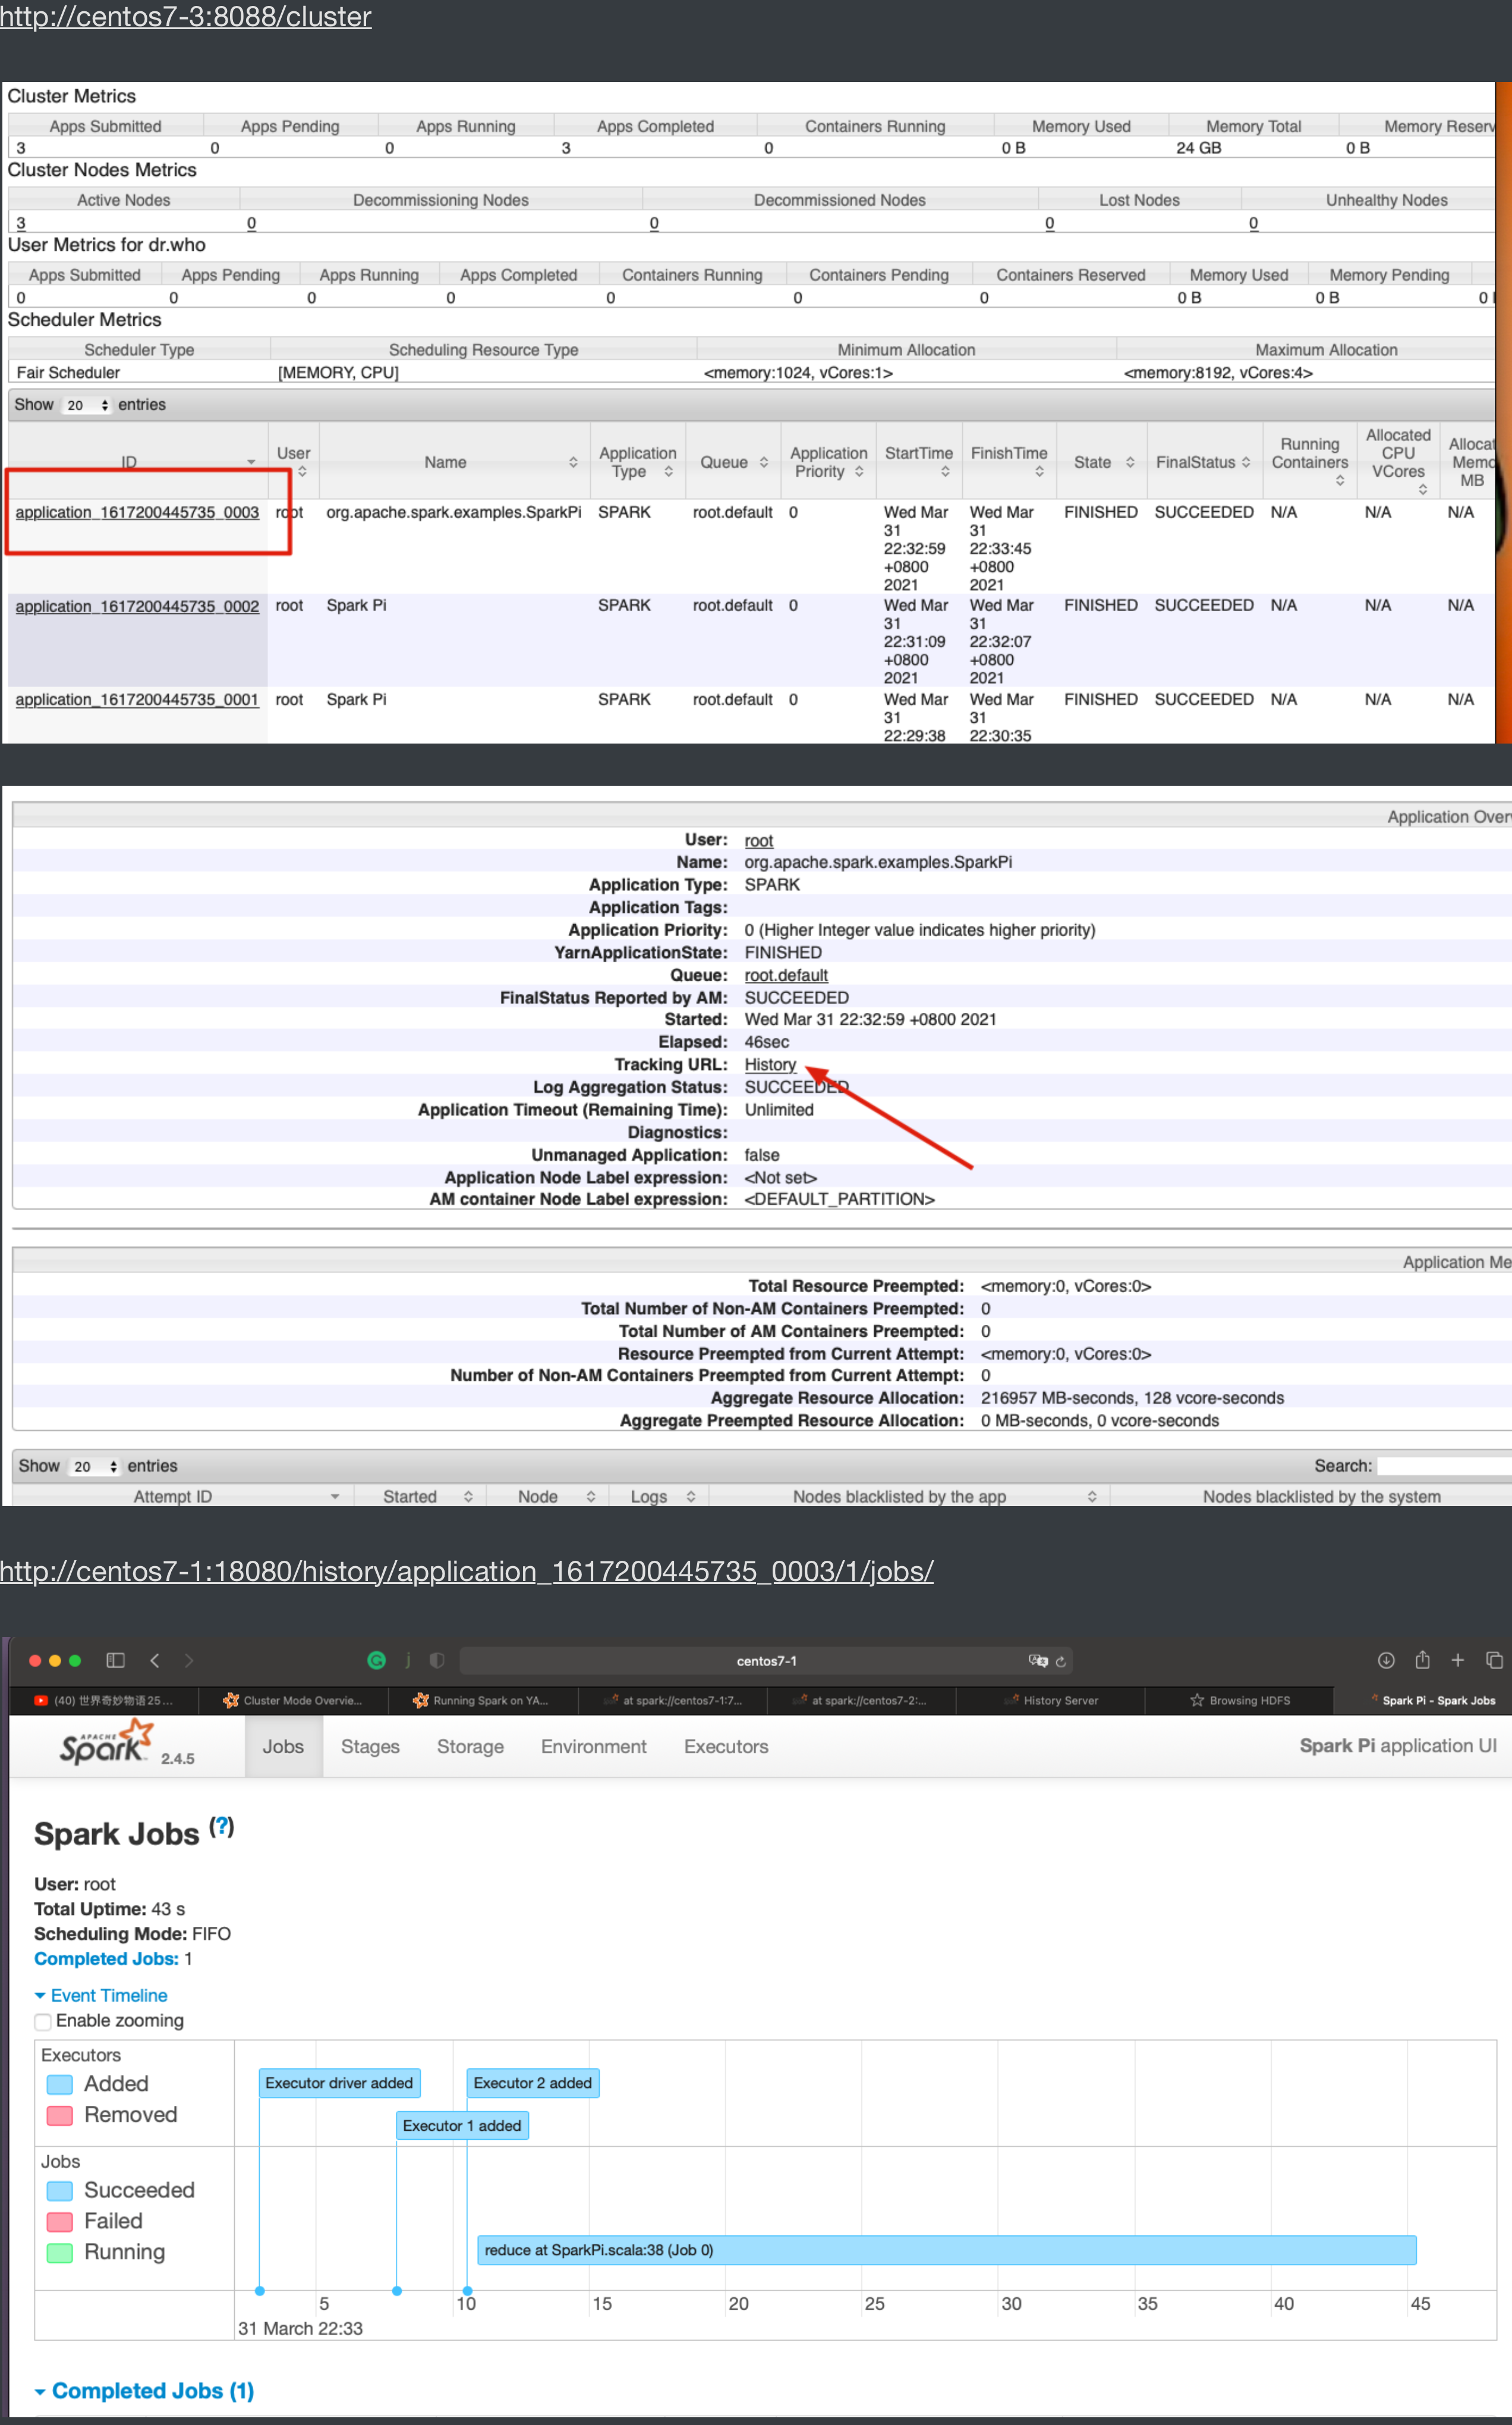 http://centos7-3:8088/cluster
Cluster Metrics
Apps Submitted Apps Pending Apps Running Apps Completed Containers Running Memory Used Memory Total Memory Reserv
3 0 0 3 0 0 B 24 GB 0 B
Cluster Nodes Metrics
Active Nodes Decommissioning Nodes Decommissioned Nodes Lost Nodes Unhealthy Nodes
3 0 0 0 0
User Metrics for dr.who
Apps Submitted Apps Pending Apps Running Apps Completed Containers Running Containers Pending Containers Reserved Memory Used Memory Pending
0 0 0 0 0 0 0 0 B 0 B 0
Scheduler Metrics
Scheduler Type Scheduling Resource Type Minimum Allocation Maximum Allocation
Fair Scheduler [MEMORY, CPU] <memory:1024, vCores:1> <memory:8192, vCores:4>
Show 20 entries
ID User Name Application Type Queue Application Priority StartTime FinishTime State FinalStatus Running Containers Allocated CPU VCores Allocat Memo MB
application_1617200445735_0003 root org.apache.spark.examples.SparkPi SPARK root.default 0 Wed Mar 31 22:32:59 +0800 2021 Wed Mar 31 22:33:45 +0800 2021 FINISHED SUCCEEDED N/A N/A N/A
application_1617200445735_0002 root Spark Pi SPARK root.default 0 Wed Mar 31 22:31:09 +0800 2021 Wed Mar 31 22:32:07 +0800 2021 FINISHED SUCCEEDED N/A N/A N/A
application_1617200445735_0001 root Spark Pi SPARK root.default 0 Wed Mar 31 22:29:38 Wed Mar 31 22:30:35 FINISHED SUCCEEDED N/A N/A N/A
Application Over
User: root
Name: org.apache.spark.examples.SparkPi
Application Type: SPARK
Application Tags:
Application Priority: 0 (Higher Integer value indicates higher priority)
YarnApplicationState: FINISHED
Queue: root.default
FinalStatus Reported by AM: SUCCEEDED
Started: Wed Mar 31 22:32:59 +0800 2021
Elapsed: 46sec
Tracking URL: History
Log Aggregation Status: SUCCEEDED
Application Timeout (Remaining Time): Unlimited
Diagnostics:
Unmanaged Application: false
Application Node Label expression: <Not set>
AM container Node Label expression: <DEFAULT_PARTITION>
Application Me
Total Resource Preempted: <memory:0, vCores:0>
Total Number of Non-AM Containers Preempted: 0
Total Number of AM Containers Preempted: 0
Resource Preempted from Current Attempt: <memory:0, vCores:0>
Number of Non-AM Containers Preempted from Current Attempt: 0
Aggregate Resource Allocation: 216957 MB-seconds, 128 vcore-seconds
Aggregate Preempted Resource Allocation: 0 MB-seconds, 0 vcore-seconds
Show 20 entries Search:
Attempt ID Started Node Logs Nodes blacklisted by the app Nodes blacklisted by the system
http://centos7-1:18080/history/application_1617200445735_0003/1/jobs/
centos7-1
(40) 世界奇妙物语25... Cluster Mode Overvie... Running Spark on YA... at spark://centos7-1:7... at spark://centos7-2:... History Server Browsing HDFS Spark Pi - Spark Jobs
APACHE Spark 2.4.5 Jobs Stages Storage Environment Executors Spark Pi application UI
Spark Jobs (?)
User: root
Total Uptime: 43 s
Scheduling Mode: FIFO
Completed Jobs: 1
Event Timeline
Enable zooming
Executors
Added
Removed
Executor driver added Executor 2 added
Executor 1 added
Jobs
Succeeded
Failed
Running
reduce at SparkPi.scala:38 (Job 0)
5 10 15 20 25 30 35 40 45
31 March 22:33
Completed Jobs (1)